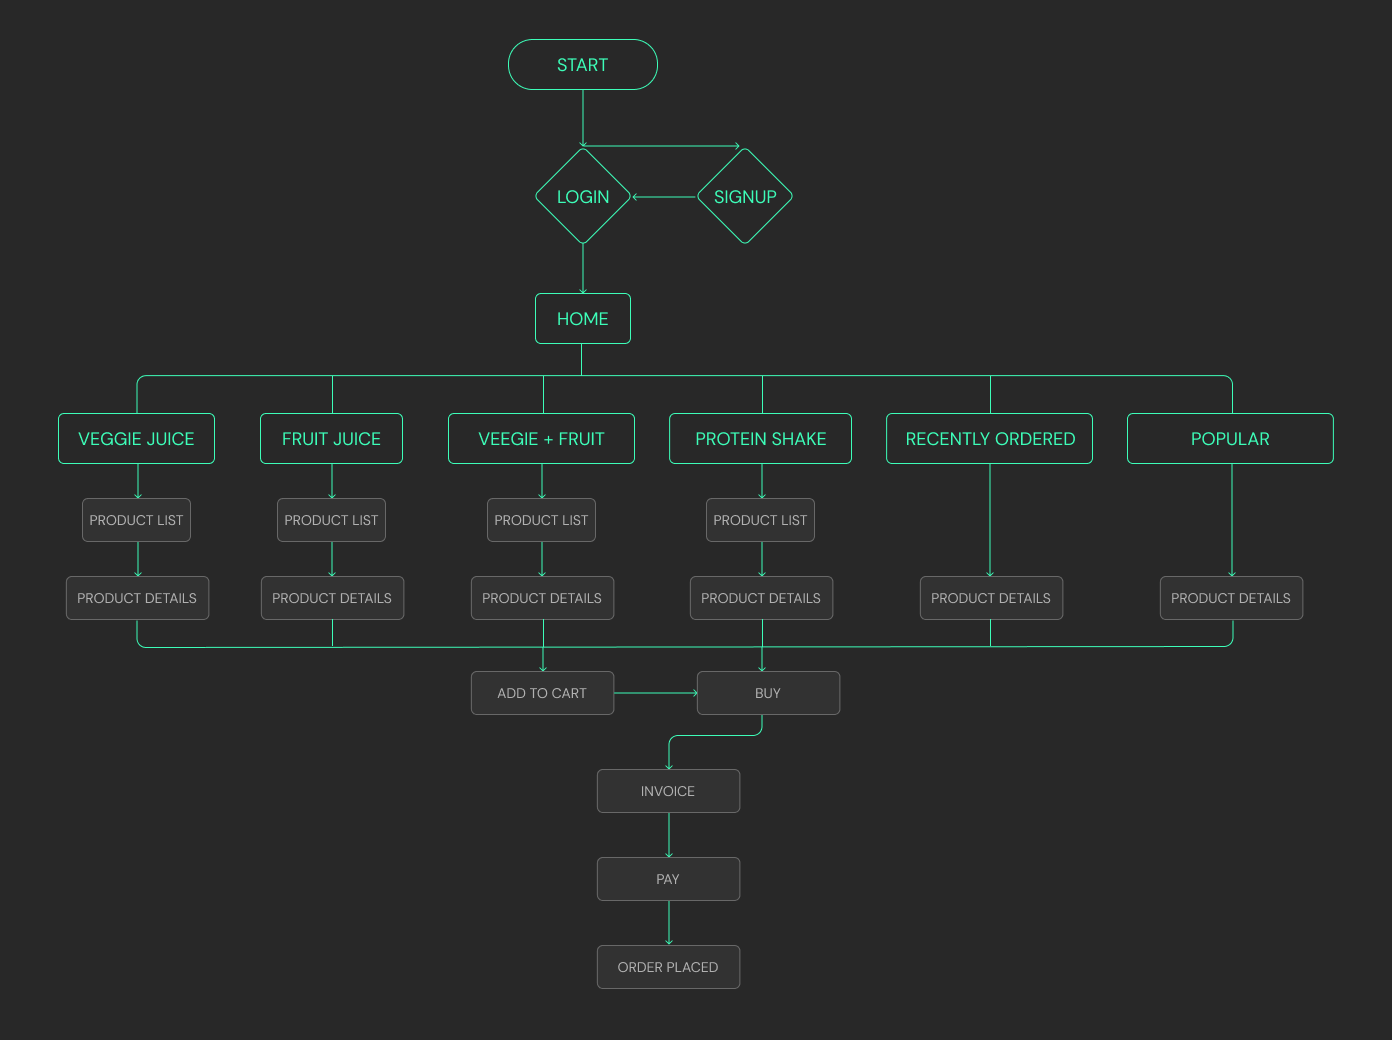 START
LOGIN
SIGNUP
HOME
VEGGIE JUICE
FRUIT JUICE
VEEGIE + FRUIT
PROTEIN SHAKE
RECENTLY ORDERED
POPULAR
PRODUCT LIST
PRODUCT LIST
PRODUCT LIST
PRODUCT LIST
PRODUCT DETAILS
PRODUCT DETAILS
PRODUCT DETAILS
PRODUCT DETAILS
PRODUCT DETAILS
PRODUCT DETAILS
ADD TO CART
BUY
INVOICE
PAY
ORDER PLACED